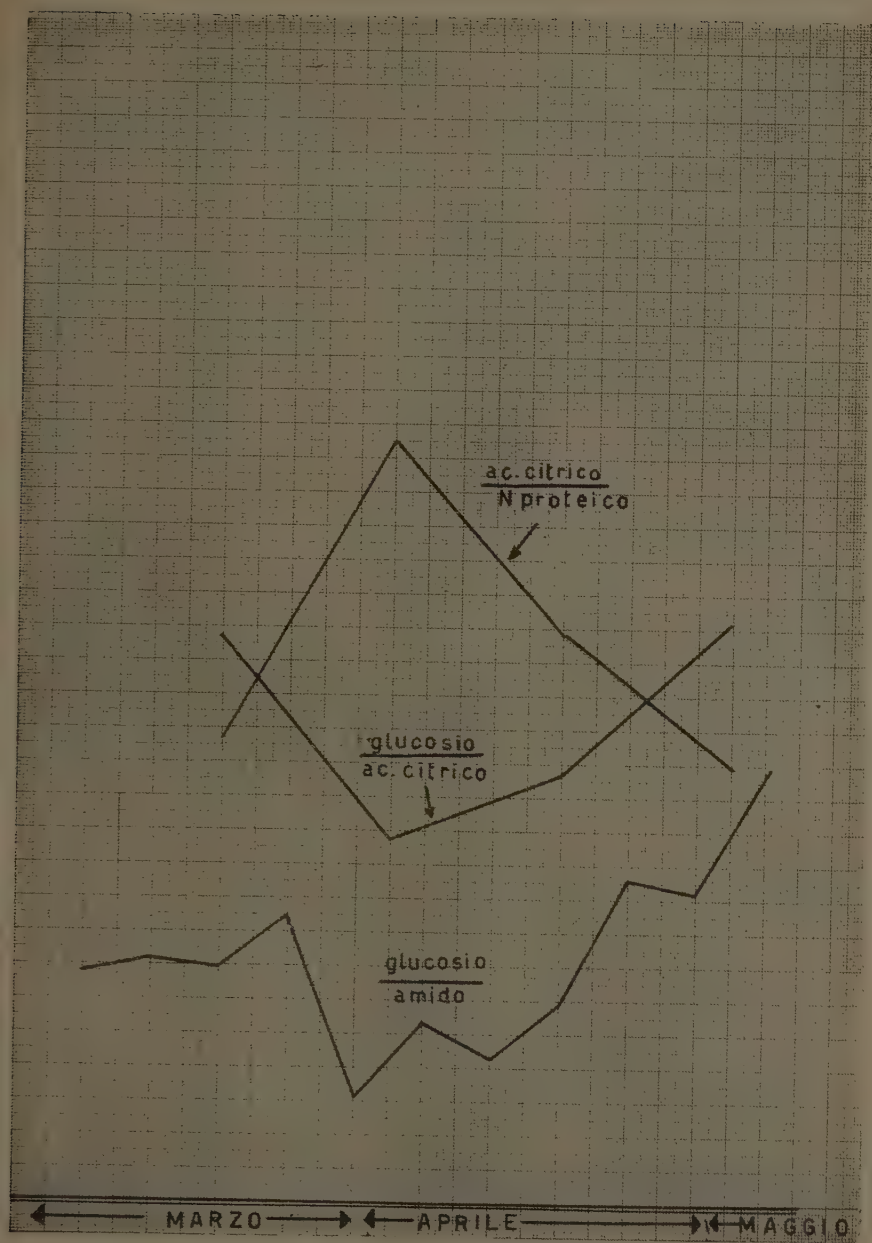 ac. citrico
N proteico
glucosio
ac. citrico
glucosio
amido
MARZO APRILE MAGGIO